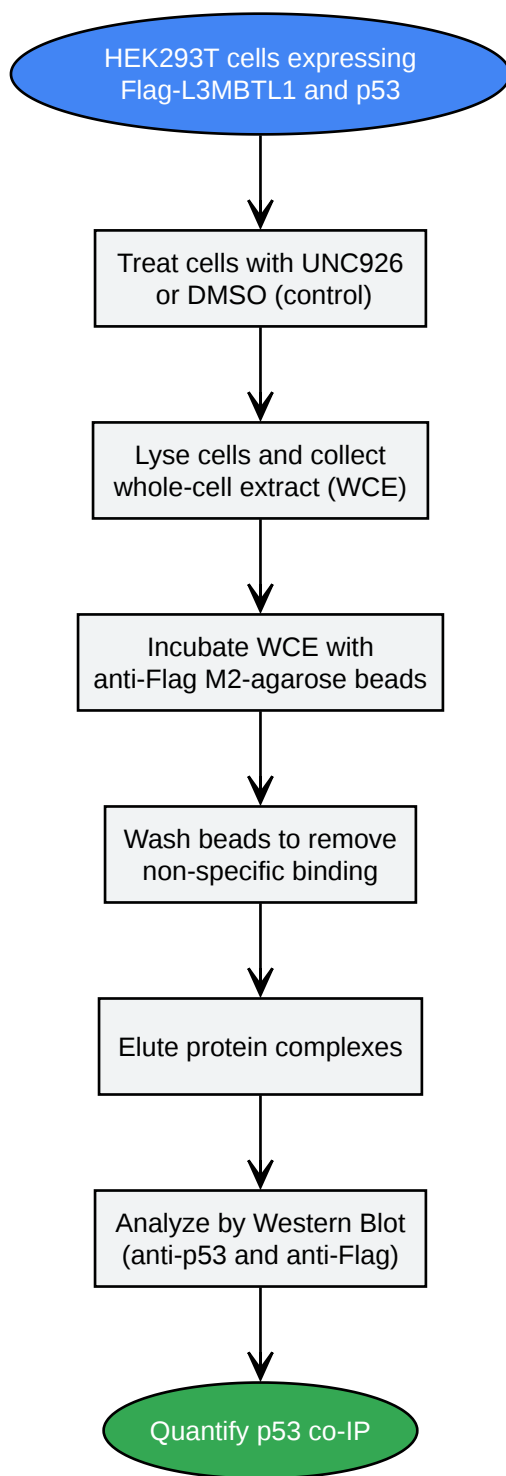 HEK293T cells expressing
Flag-L3MBTL1 and p53
Treat cells with UNC926
or DMSO (control)
Lyse cells and collect
whole-cell extract (WCE)
Incubate WCE with
anti-Flag M2-agarose beads
Wash beads to remove
non-specific binding
Elute protein complexes
Analyze by Western Blot
(anti-p53 and anti-Flag)
Quantify p53 co-IP